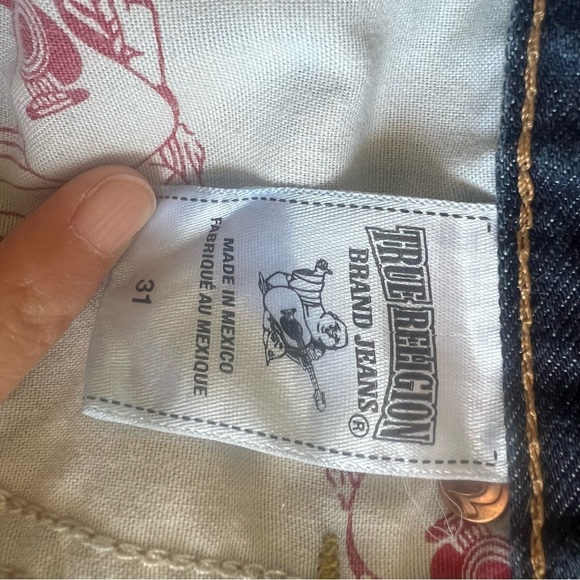 TRUE RELIGION
BRAND JEANS®
MADE IN MEXICO
FABRIQUÉ AU MEXIQUE
31